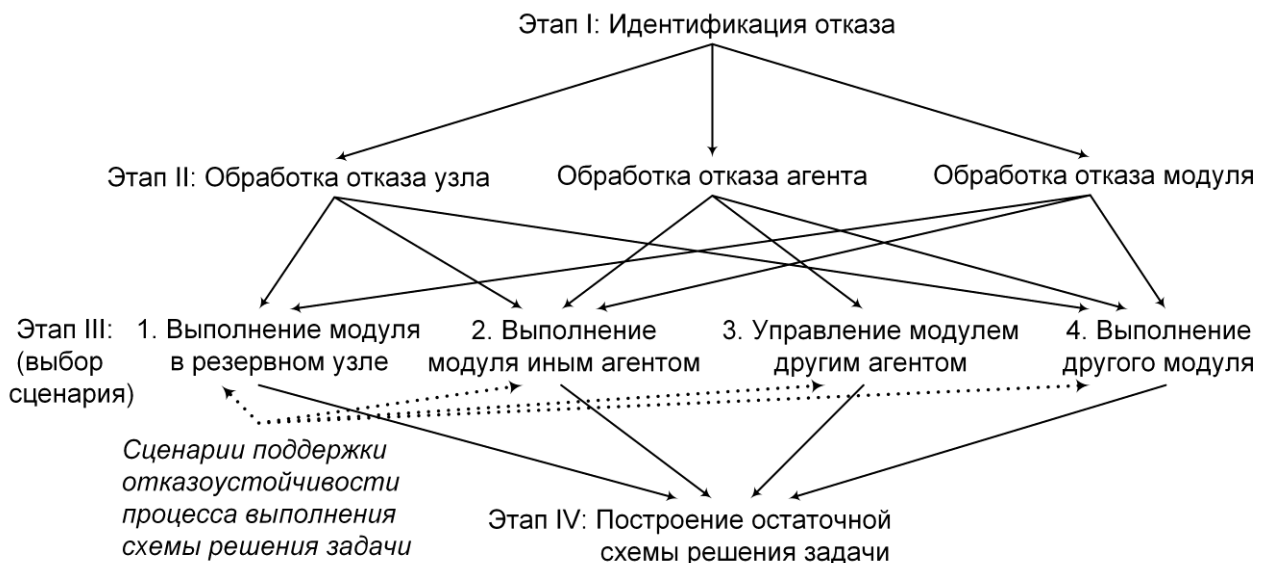 Этап I: Идентификация отказа
Этап II: Обработка отказа узла
Обработка отказа агента
Обработка отказа модуля
Этап III:
(выбор
сценария)
1. Выполнение модуля
в резервном узле
2. Выполнение
модуля иным агентом
3. Управление модулем
другим агентом
4. Выполнение
другого модуля
Сценарии поддержки
отказоустойчивости
процесса выполнения
схемы решения задачи
Этап IV: Построение остаточной
схемы решения задачи